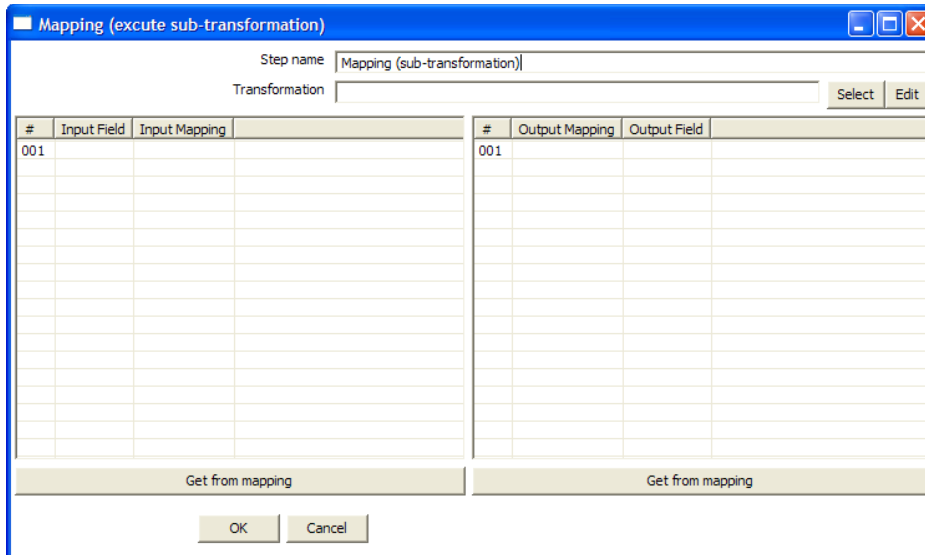 Mapping (excute sub-transformation)
Step name Mapping (sub-transformation)
Transformation Select Edit
# Input Field Input Mapping # Output Mapping Output Field
001 001
Get from mapping Get from mapping
OK Cancel